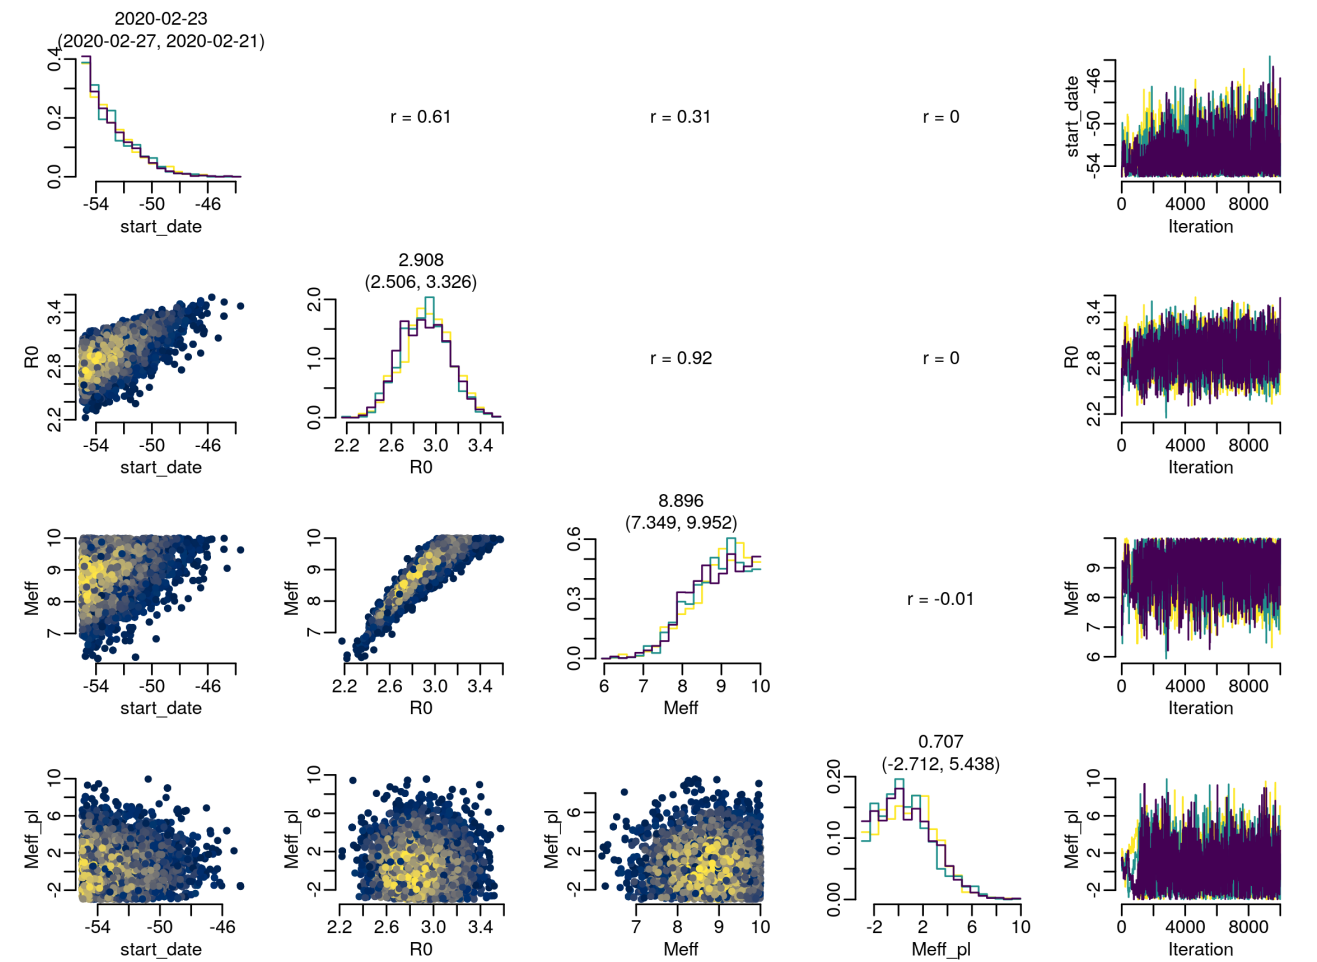 2020-02-23
(2020-02-27, 2020-02-21)
0.0 0.2 0.4
-54 -50 -46
start_date
r = 0.61
r = 0.31
r = 0
start_date
-54 -50 -46
0 4000 8000
Iteration
R0
2.2 2.8 3.4
-54 -50 -46
start_date
2.908
(2.506, 3.326)
0.0 1.0 2.0
2.2 2.6 3.0 3.4
R0
r = 0.92
r = 0
R0
2.2 2.8 3.4
0 4000 8000
Iteration
Meff
7 8 9 10
-54 -50 -46
start_date
Meff
7 8 9 10
2.2 2.6 3.0 3.4
R0
8.896
(7.349, 9.952)
0.0 0.3 0.6
6 7 8 9 10
Meff
r = -0.01
Meff
6 7 8 9
0 4000 8000
Iteration
Meff_pl
-2 2 6 10
-54 -50 -46
start_date
Meff_pl
-2 2 6 10
2.2 2.6 3.0 3.4
R0
Meff_pl
-2 2 6
7 8 9 10
Meff
0.707
(-2.712, 5.438)
0.00 0.10 0.20
-2 2 6 10
Meff_pl
Meff_pl
-2 2 6 10
0 4000 8000
Iteration